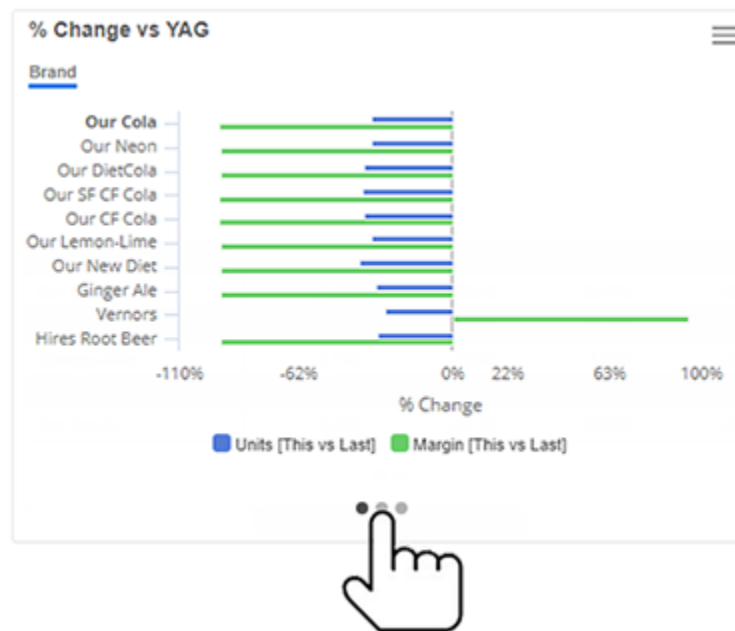 % Change vs YAG
Brand
Our Cola
Our Neon
Our DietCola
Our SF CF Cola
Our CF Cola
Our Lemon-Lime
Our New Diet
Ginger Ale
Vernors
Hires Root Beer
-110% -62% 0% 22% 63% 100%
% Change
Units [This vs Last] Margin [This vs Last]